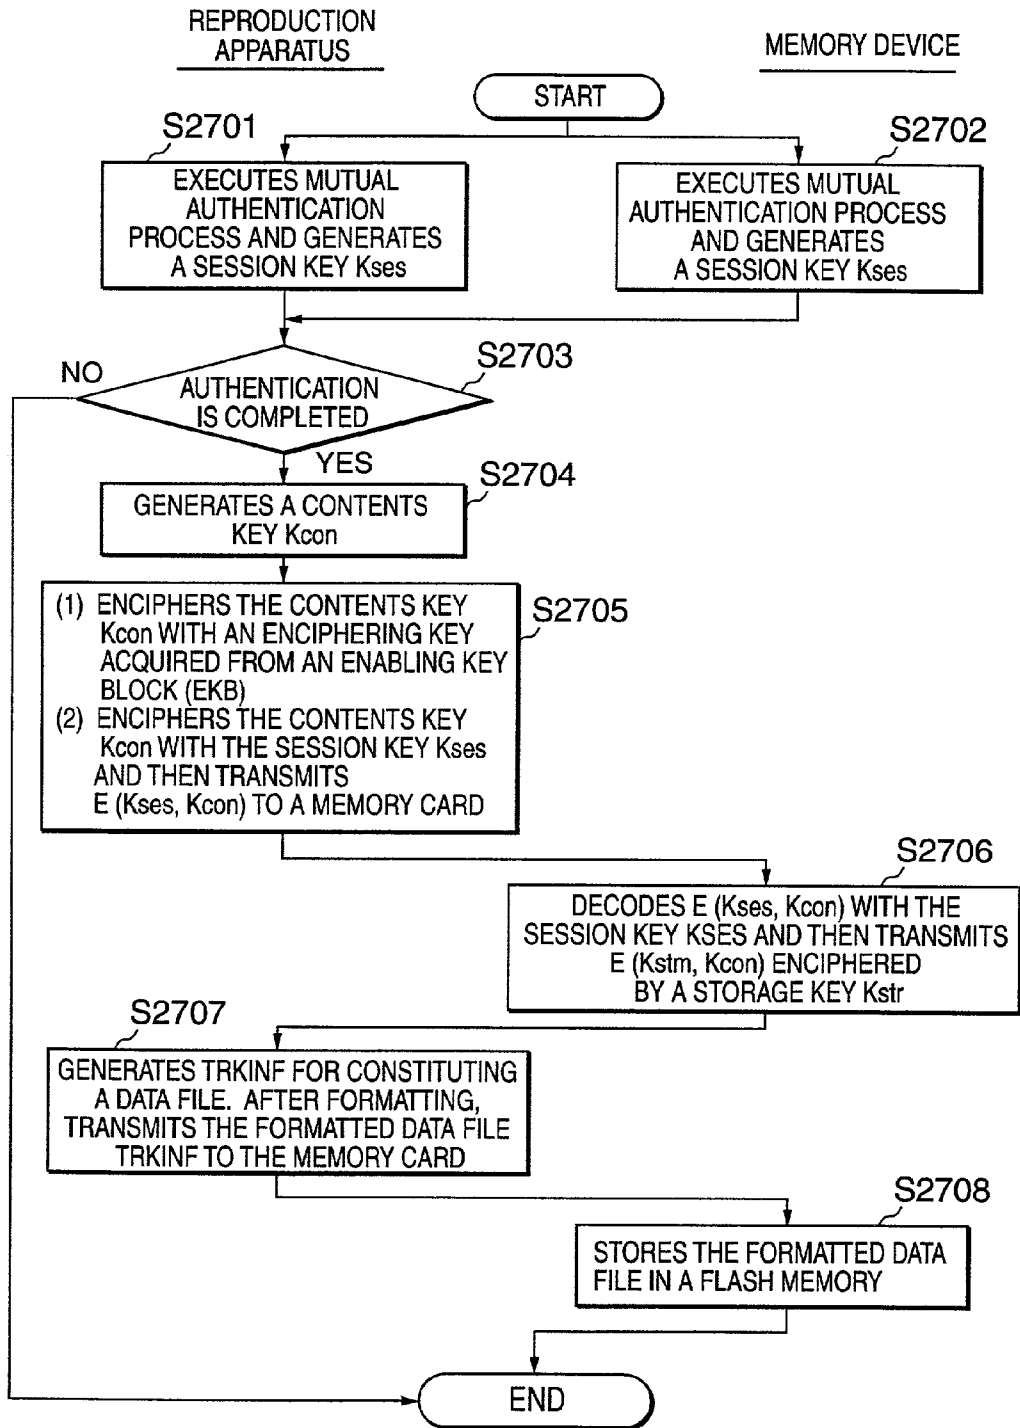 REPRODUCTION
APPARATUS
MEMORY DEVICE
START
S2701
EXECUTES MUTUAL
AUTHENTICATION
PROCESS AND GENERATES
A SESSION KEY Kses
S2702
EXECUTES MUTUAL
AUTHENTICATION PROCESS
AND GENERATES
A SESSION KEY Kses
S2703
NO
AUTHENTICATION
IS COMPLETED
YES
S2704
GENERATES A CONTENTS
KEY Kcon
S2705
(1) ENCIPHERS THE CONTENTS KEY
Kcon WITH AN ENCIPHERING KEY
ACQUIRED FROM AN ENABLING KEY
BLOCK (EKB)
(2) ENCIPHERS THE CONTENTS KEY
Kcon WITH THE SESSION KEY Kses
AND THEN TRANSMITS
E (Kses, Kcon) TO A MEMORY CARD
S2706
DECODES E (Kses, Kcon) WITH THE
SESSION KEY KSES AND THEN TRANSMITS
E (Kstm, Kcon) ENCIPHERED
BY A STORAGE KEY Kstr
S2707
GENERATES TRKINF FOR CONSTITUTING
A DATA FILE. AFTER FORMATTING,
TRANSMITS THE FORMATTED DATA FILE
TRKINF TO THE MEMORY CARD
S2708
STORES THE FORMATTED DATA
FILE IN A FLASH MEMORY
END